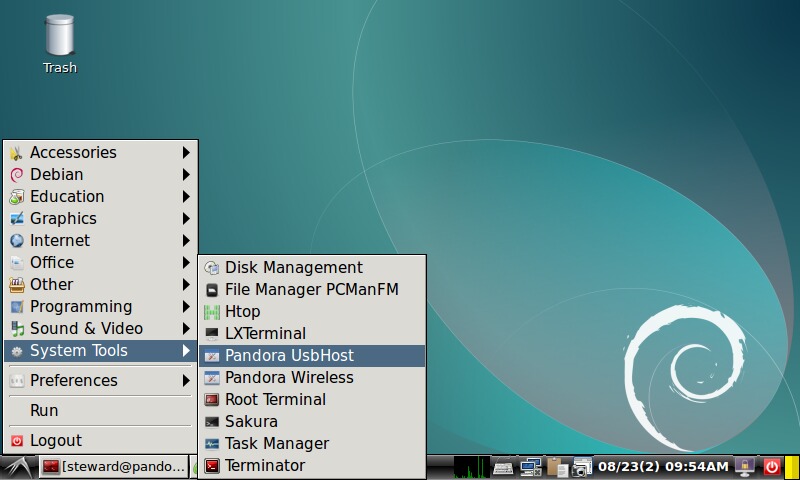 Trash
Accessories
Debian
Education
Graphics
Internet
Office
Other
Programming
Sound & Video
System Tools
Preferences
Run
Logout
Disk Management
File Manager PCManFM
Htop
LXTerminal
Pandora UsbHost
Pandora Wireless
Root Terminal
Sakura
Task Manager
Terminator
[steward@pando...
08/23(2) 09:54AM